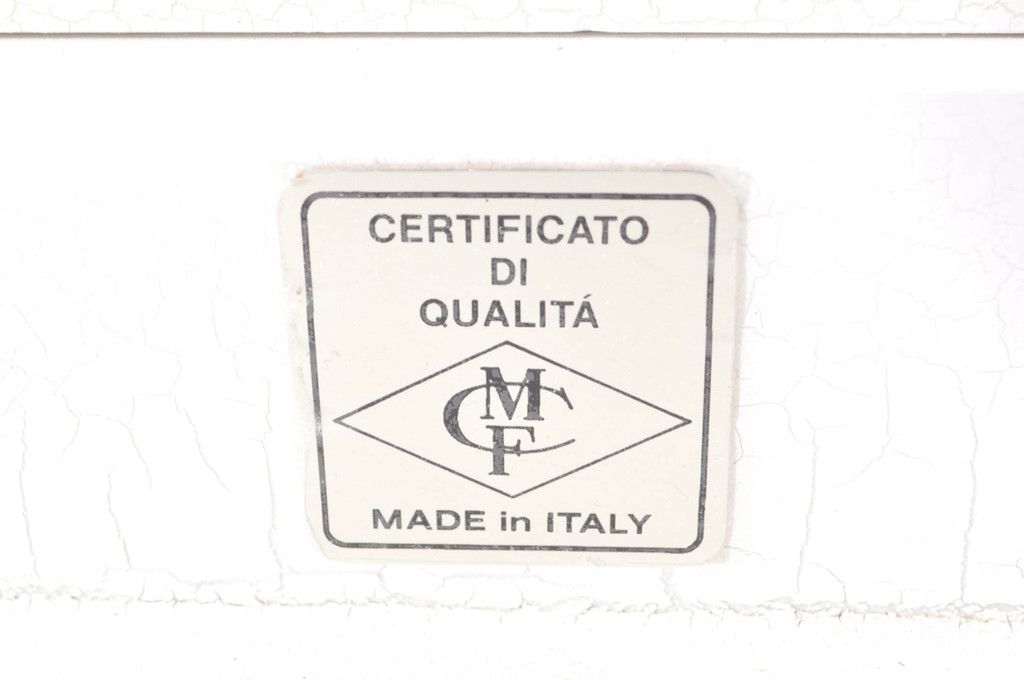 CERTIFICATO
DI
QUALITÁ
M
C
F
MADE in ITALY